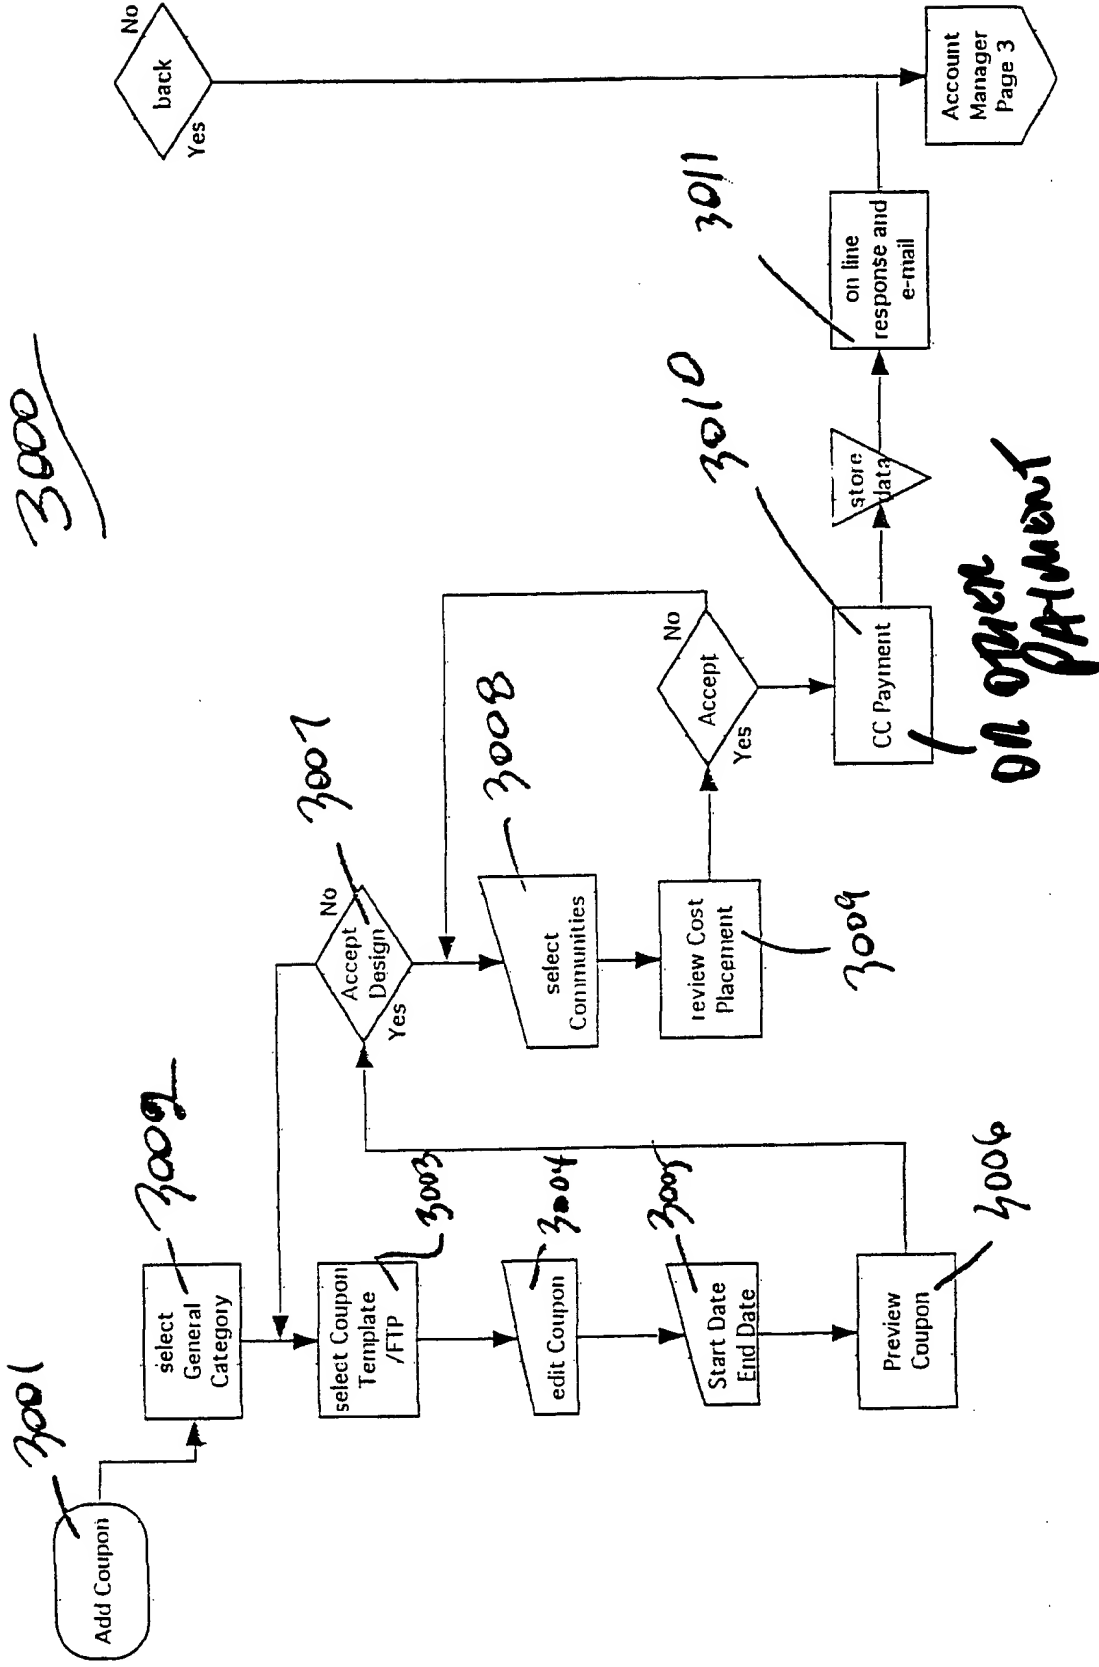 3000
3001
Add Coupon
3002
select
General
Category
3003
select Coupon
Template
/FTP
3004
edit Coupon
3005
Start Date
End Date
3006
Preview
Coupon
3007
Accept
Design
No
Yes
3008
select
Communities
3009
review Cost
Placement
Accept
No
Yes
3010
CC Payment
OR OTHER
PAYMENT
store
data
3011
on line
response and
e-mail
back
No
Yes
Account
Manager
Page 3